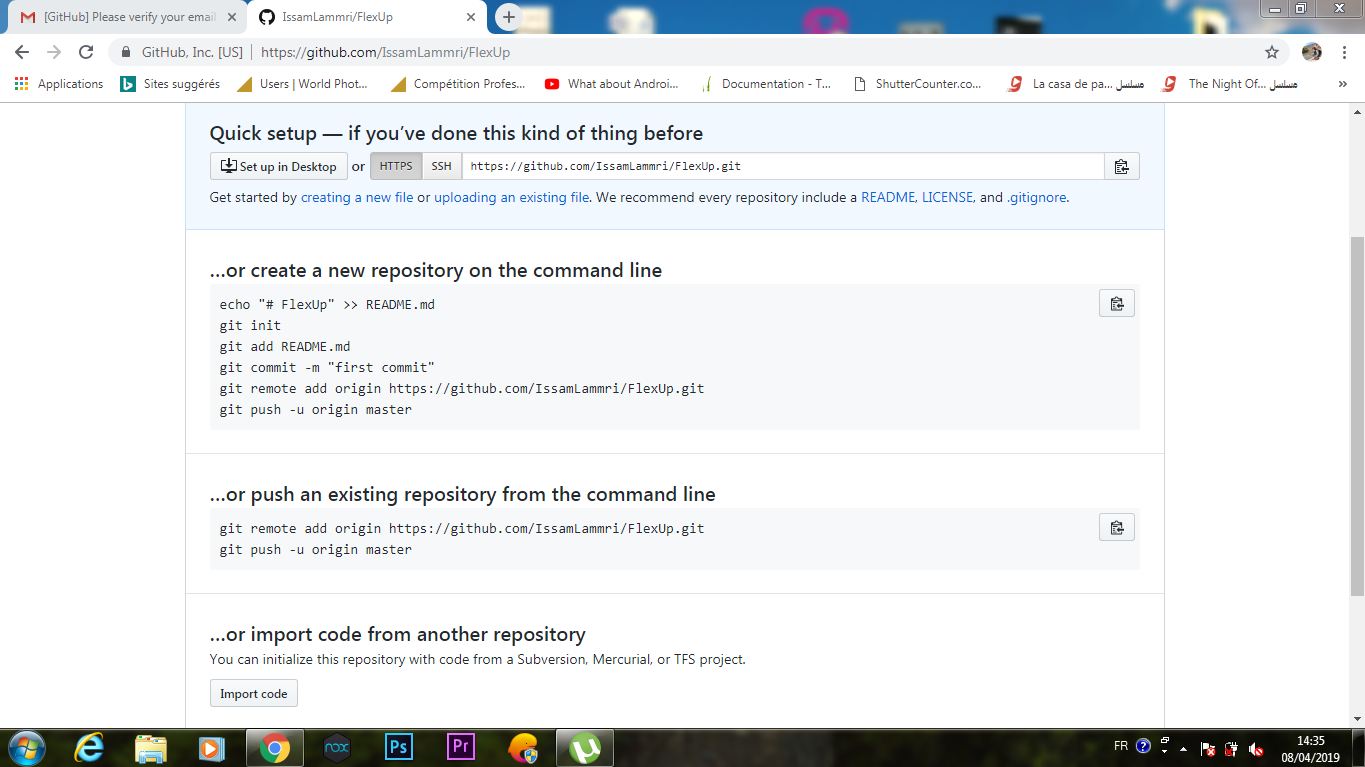 [GitHub] Please verify your email
IssamLammri/FlexUp
GitHub, Inc. [US]
https://github.com/IssamLammri/FlexUp
Applications
Sites suggérés
Users | World Phot...
Compétition Profes...
What about Androi...
Documentation - T...
ShutterCounter.co...
La casa de pa... مسلسل
The Night Of... مسلسل
»
Quick setup — if you’ve done this kind of thing before
Set up in Desktop or HTTPS SSH https://github.com/IssamLammri/FlexUp.git
Get started by creating a new file or uploading an existing file. We recommend every repository include a README, LICENSE, and .gitignore.
…or create a new repository on the command line
echo "# FlexUp" >> README.md
git init
git add README.md
git commit -m "first commit"
git remote add origin https://github.com/IssamLammri/FlexUp.git
git push -u origin master
…or push an existing repository from the command line
git remote add origin https://github.com/IssamLammri/FlexUp.git
git push -u origin master
…or import code from another repository
You can initialize this repository with code from a Subversion, Mercurial, or TFS project.
Import code
nox
Ps
Pr
FR
14:35
08/04/2019